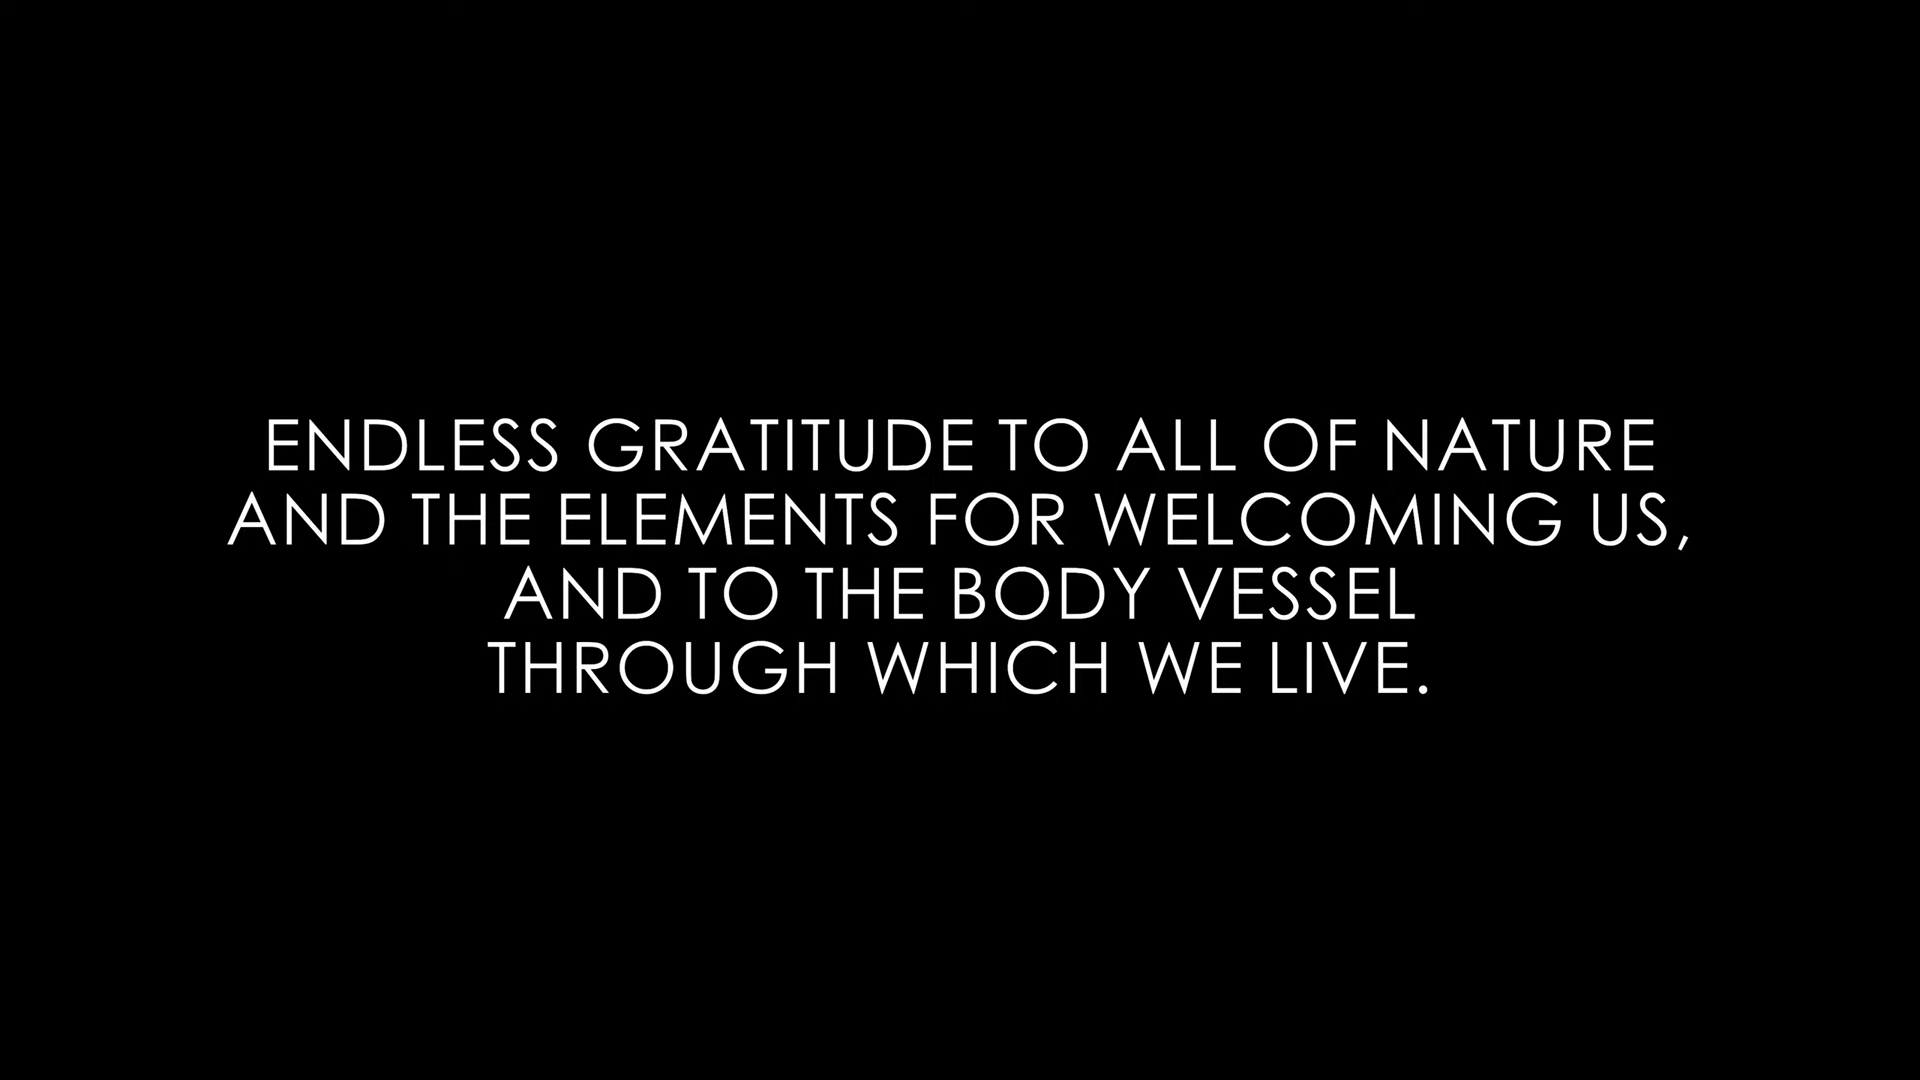 ENDLESS GRATITUDE TO ALL OF NATURE
AND THE ELEMENTS FOR WELCOMING US,
AND TO THE BODY VESSEL
THROUGH WHICH WE LIVE.